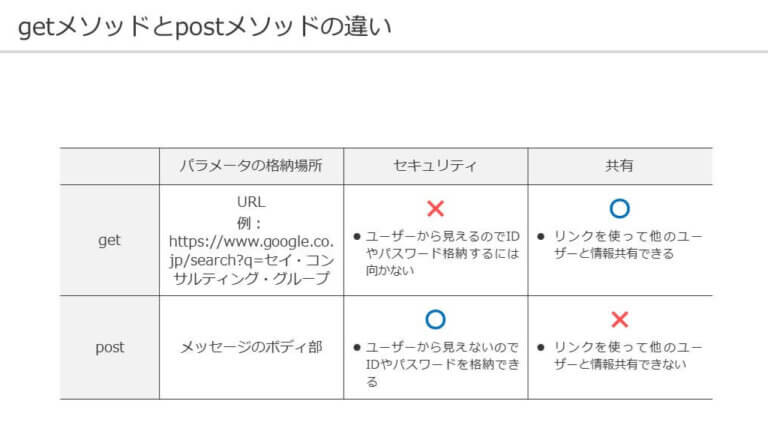 getメソッドとpostメソッドの違い
パラメータの格納場所 セキュリティ 共有
get
URL
例：
https://www.google.co.
jp/search?q=セイ・コン
サルティング・グループ
×
● ユーザーから見えるのでID
やパスワード格納するには
向かない
○
● リンクを使って他のユー
ザーと情報共有できる
post
メッセージのボディ部
○
● ユーザーから見えないので
IDやパスワードを格納でき
る
×
● リンクを使って他のユー
ザーと情報共有できない